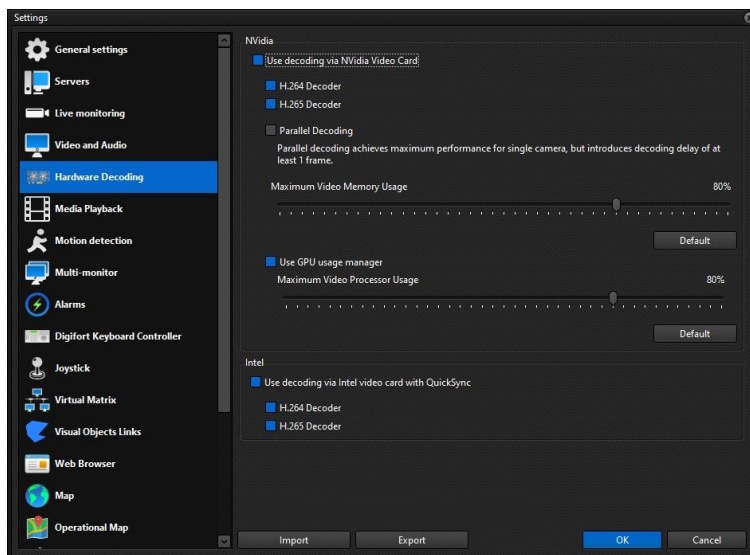 Settings
General settings
Servers
Live monitoring
Video and Audio
Hardware Decoding
Media Playback
Motion detection
Multi-monitor
Alarms
Digifort Keyboard Controller
Joystick
Virtual Matrix
Visual Objects Links
Web Browser
Map
Operational Map
NVidia
Use decoding via NVidia Video Card
H.264 Decoder
H.265 Decoder
Parallel Decoding
Parallel decoding achieves maximum performance for single camera, but introduces decoding delay of at
least 1 frame.
Maximum Video Memory Usage 80%
Default
Use GPU usage manager
Maximum Video Processor Usage 80%
Default
Intel
Use decoding via Intel video card with QuickSync
H.264 Decoder
H.265 Decoder
Import Export OK Cancel